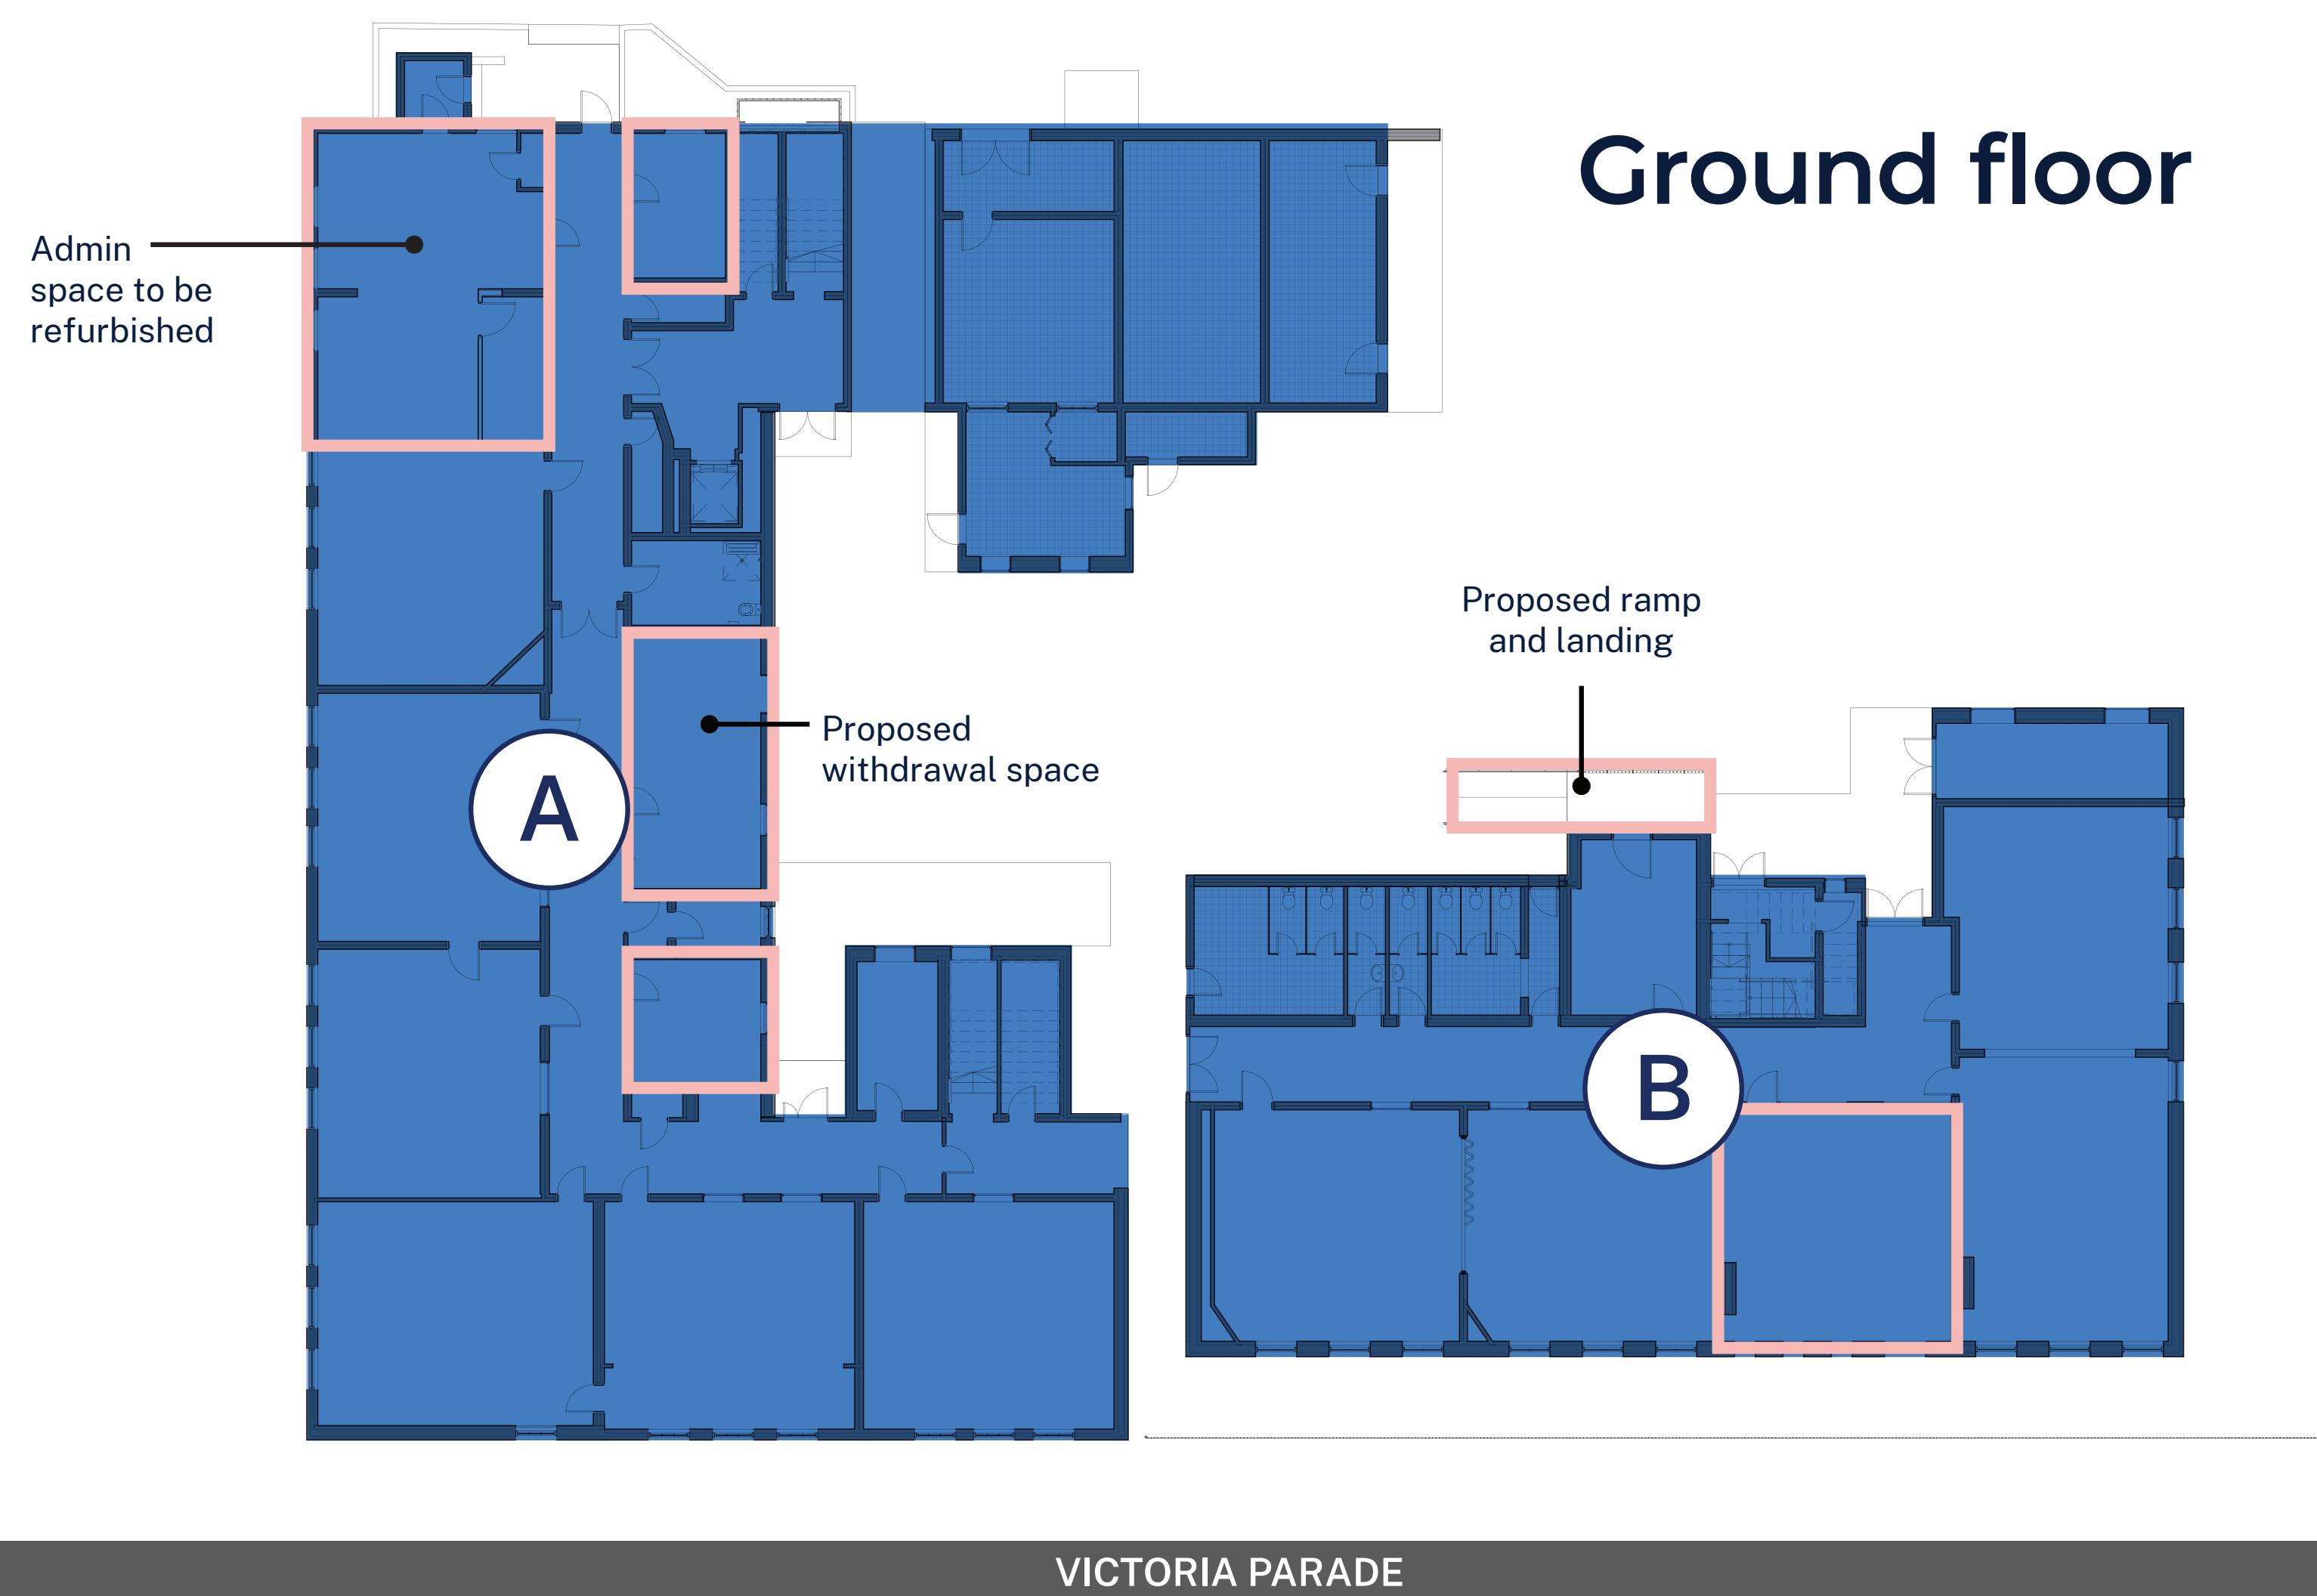 Ground floor
Admin
space to be
refurbished
Proposed ramp
and landing
Proposed
withdrawal space
A
B
VICTORIA PARADE